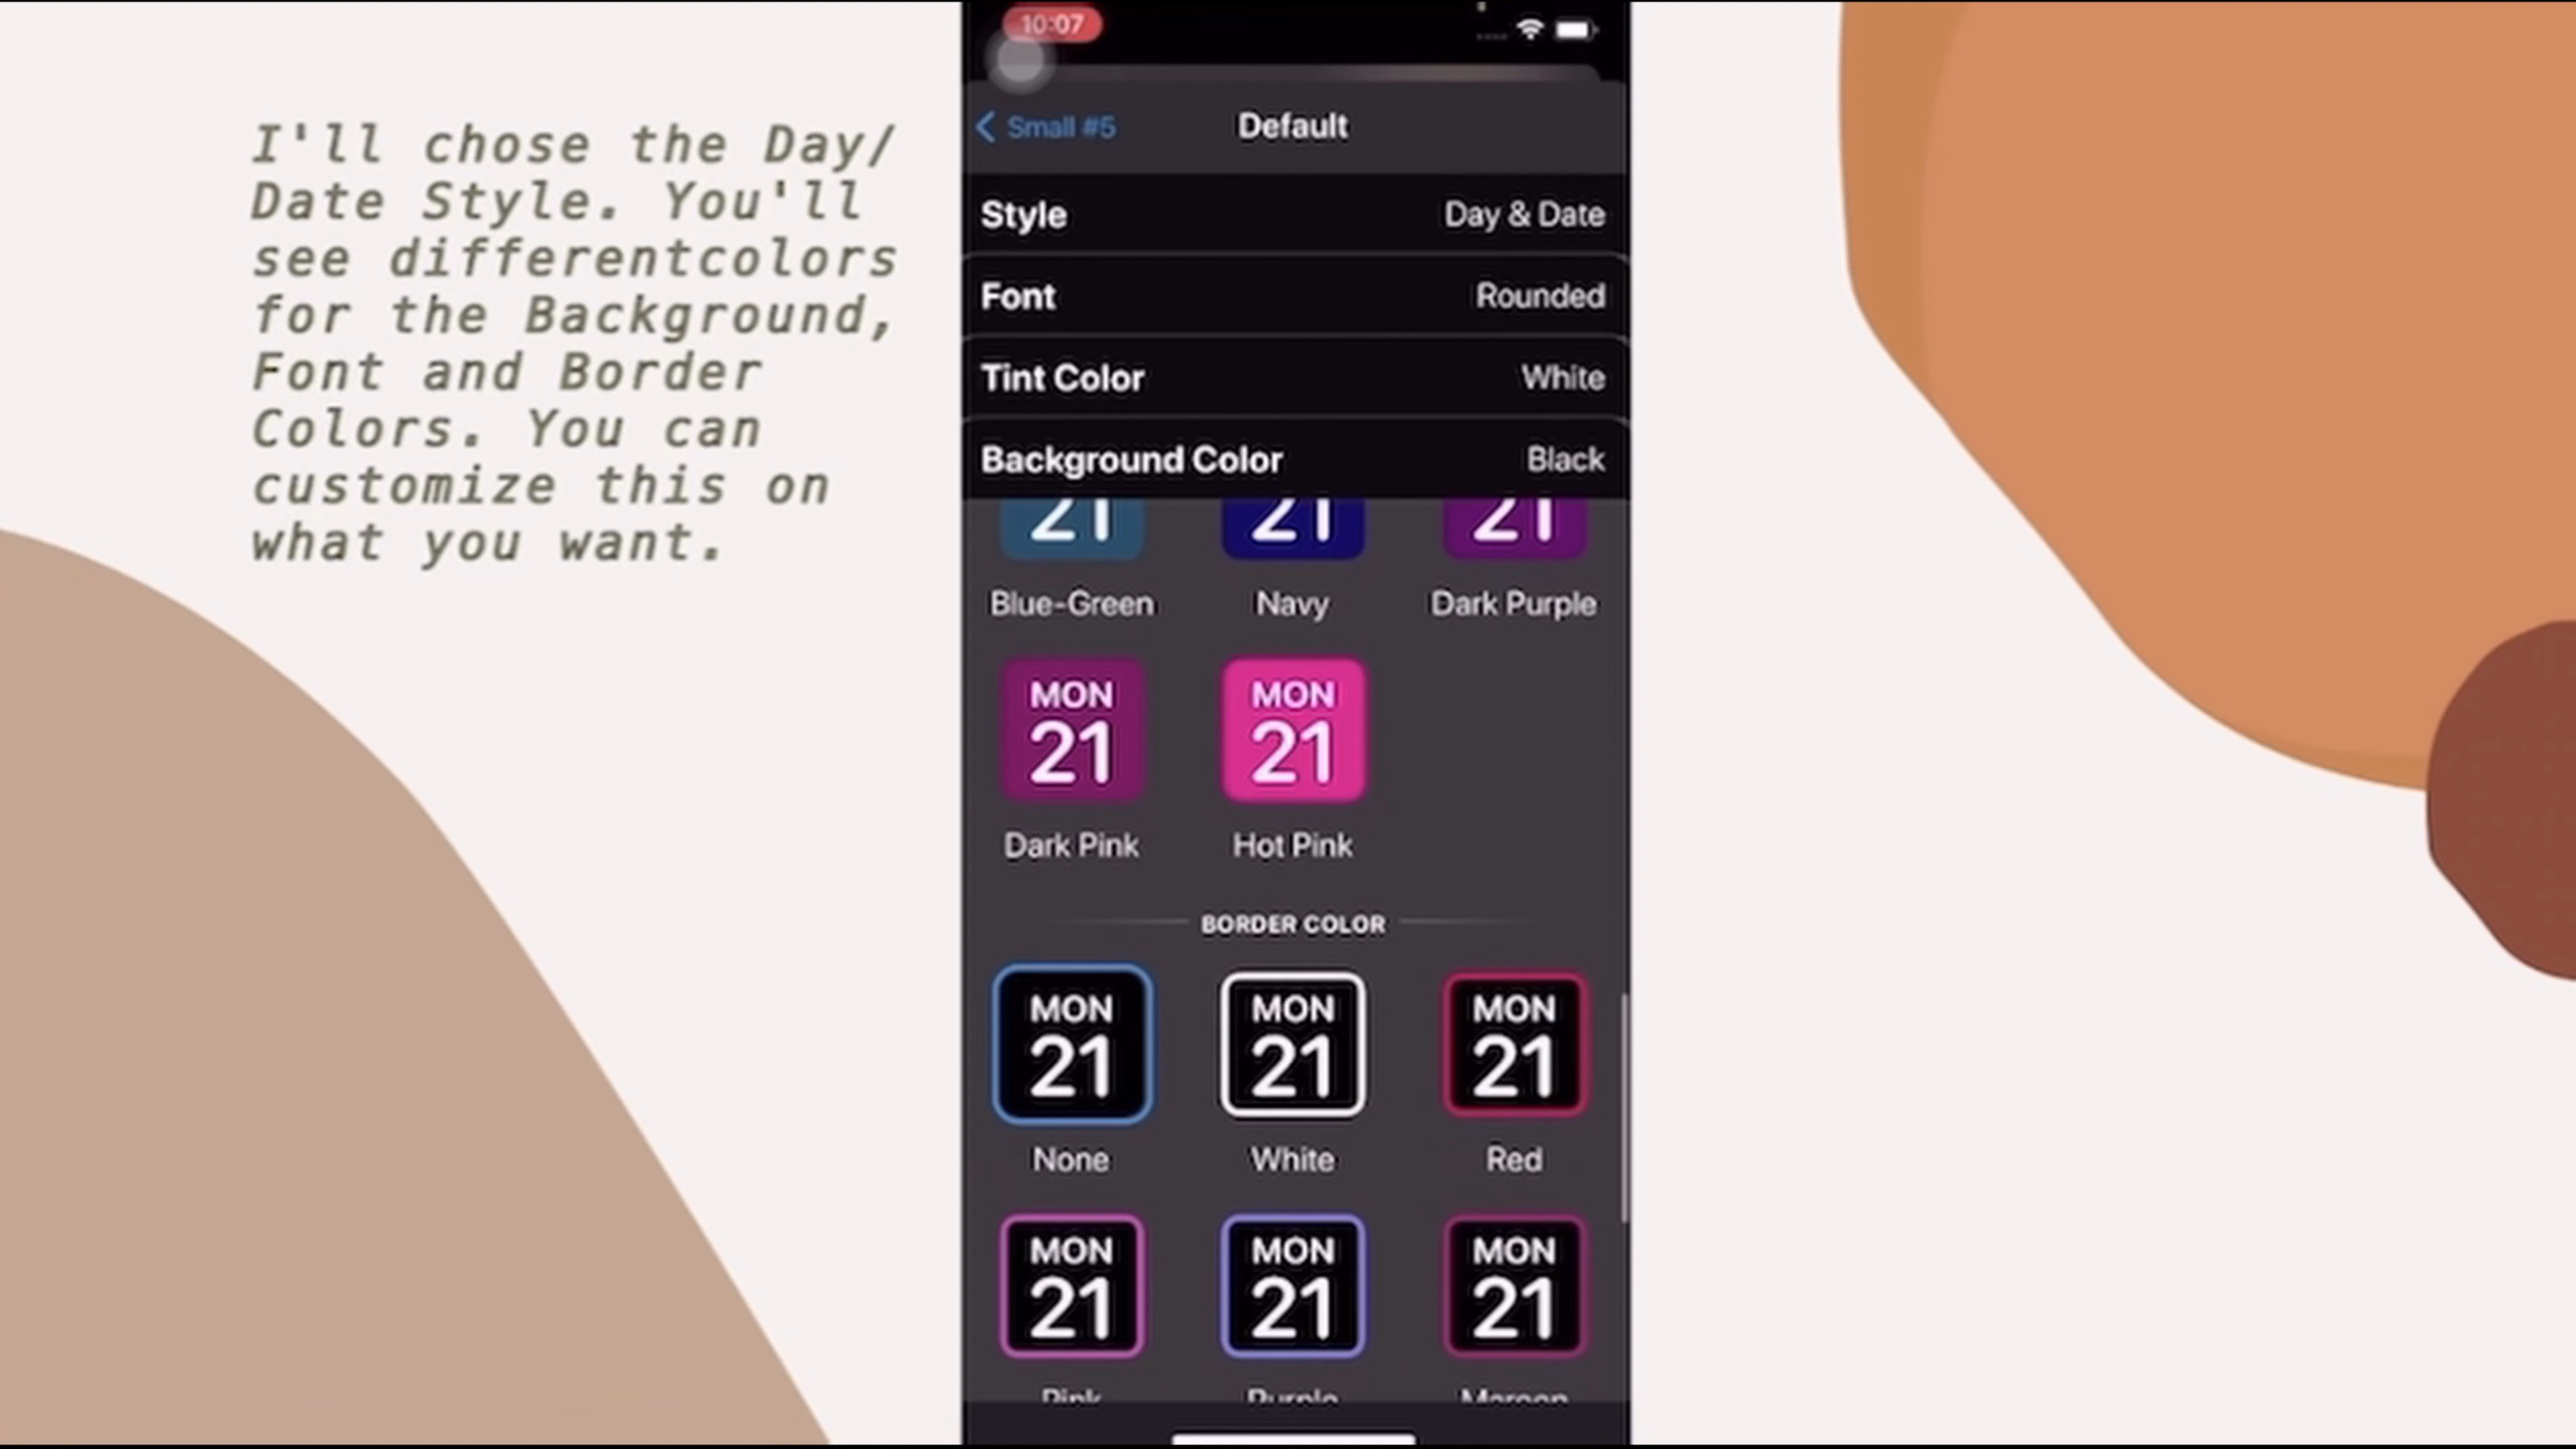 I'll chose the Day/
Date Style. You'll
see differentcolors
for the Background,
Font and Border
Colors. You can
customize this on
what you want.
10:07
Small #5
Default
Style Day & Date
Font Rounded
Tint Color White
Background Color Black
21 21 21
Blue-Green Navy Dark Purple
MON MON
21 21
Dark Pink Hot Pink
BORDER COLOR
MON MON MON
21 21 21
None White Red
MON MON MON
21 21 21
Pink Purple Maroon